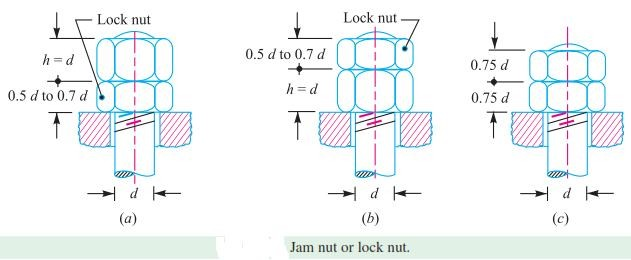 Lock nut
h = d
0.5 d to 0.7 d
d
(a)
Lock nut
0.5 d to 0.7 d
h = d
d
(b)
0.75 d
0.75 d
d
(c)
Jam nut or lock nut.